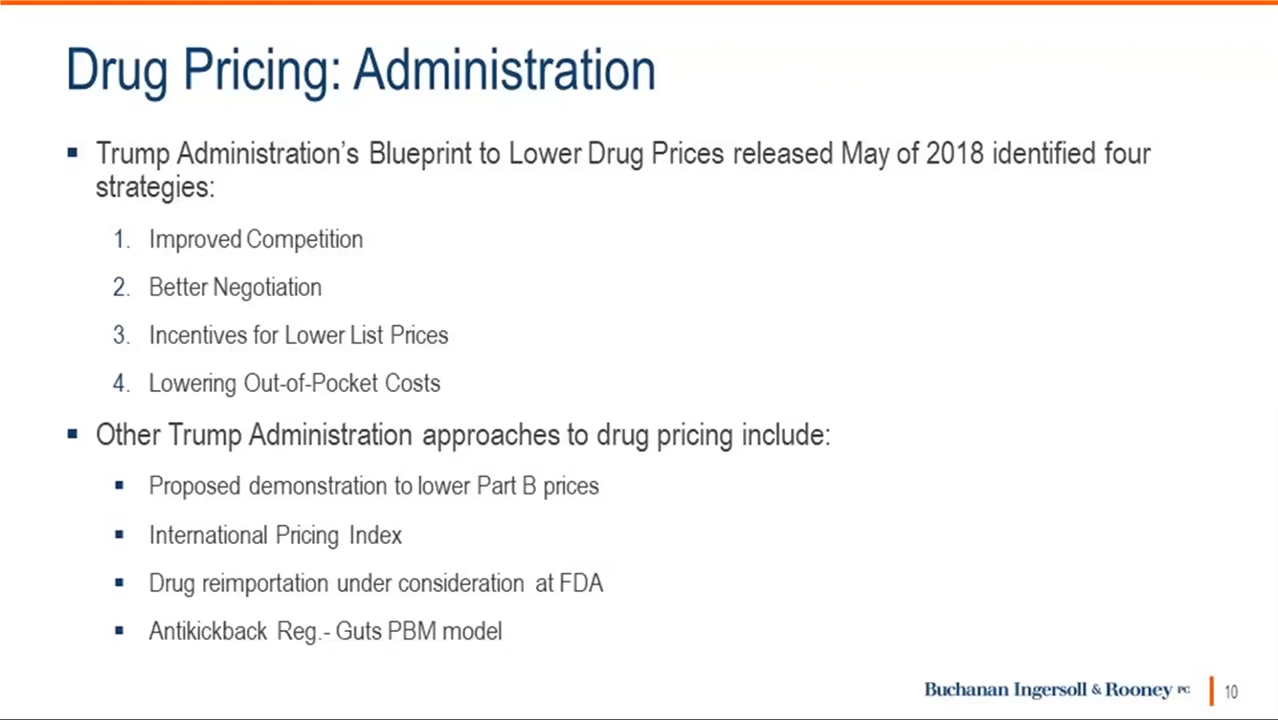 Drug Pricing: Administration
▪ Trump Administration’s Blueprint to Lower Drug Prices released May of 2018 identified four
strategies:
1. Improved Competition
2. Better Negotiation
3. Incentives for Lower List Prices
4. Lowering Out-of-Pocket Costs
▪ Other Trump Administration approaches to drug pricing include:
▪ Proposed demonstration to lower Part B prices
▪ International Pricing Index
▪ Drug reimportation under consideration at FDA
▪ Antikickback Reg.- Guts PBM model
Buchanan Ingersoll & Rooney PC
10